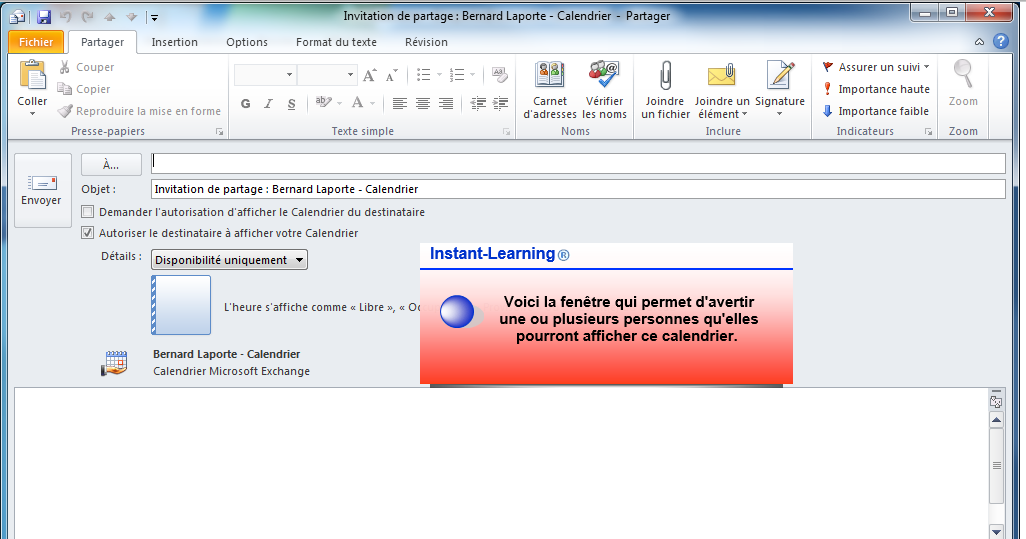 Invitation de partage : Bernard Laporte - Calendrier - Partager
Fichier Partager Insertion Options Format du texte Révision
Coller
Couper
Copier
Reproduire la mise en forme
Presse-papiers
G I S
Texte simple
Carnet d'adresses
Vérifier les noms
Noms
Joindre un fichier
Joindre un élément
Signature
Inclure
Assurer un suivi
Importance haute
Importance faible
Indicateurs
Zoom
Zoom
Envoyer
À...
Objet : Invitation de partage : Bernard Laporte - Calendrier
Demander l'autorisation d'afficher le Calendrier du destinataire
Autoriser le destinataire à afficher votre Calendrier
Détails : Disponibilité uniquement
L'heure s'affiche comme « Libre », «
Bernard Laporte - Calendrier
Calendrier Microsoft Exchange
Instant-Learning®
Voici la fenêtre qui permet d'avertir
une ou plusieurs personnes qu'elles
pourront afficher ce calendrier.